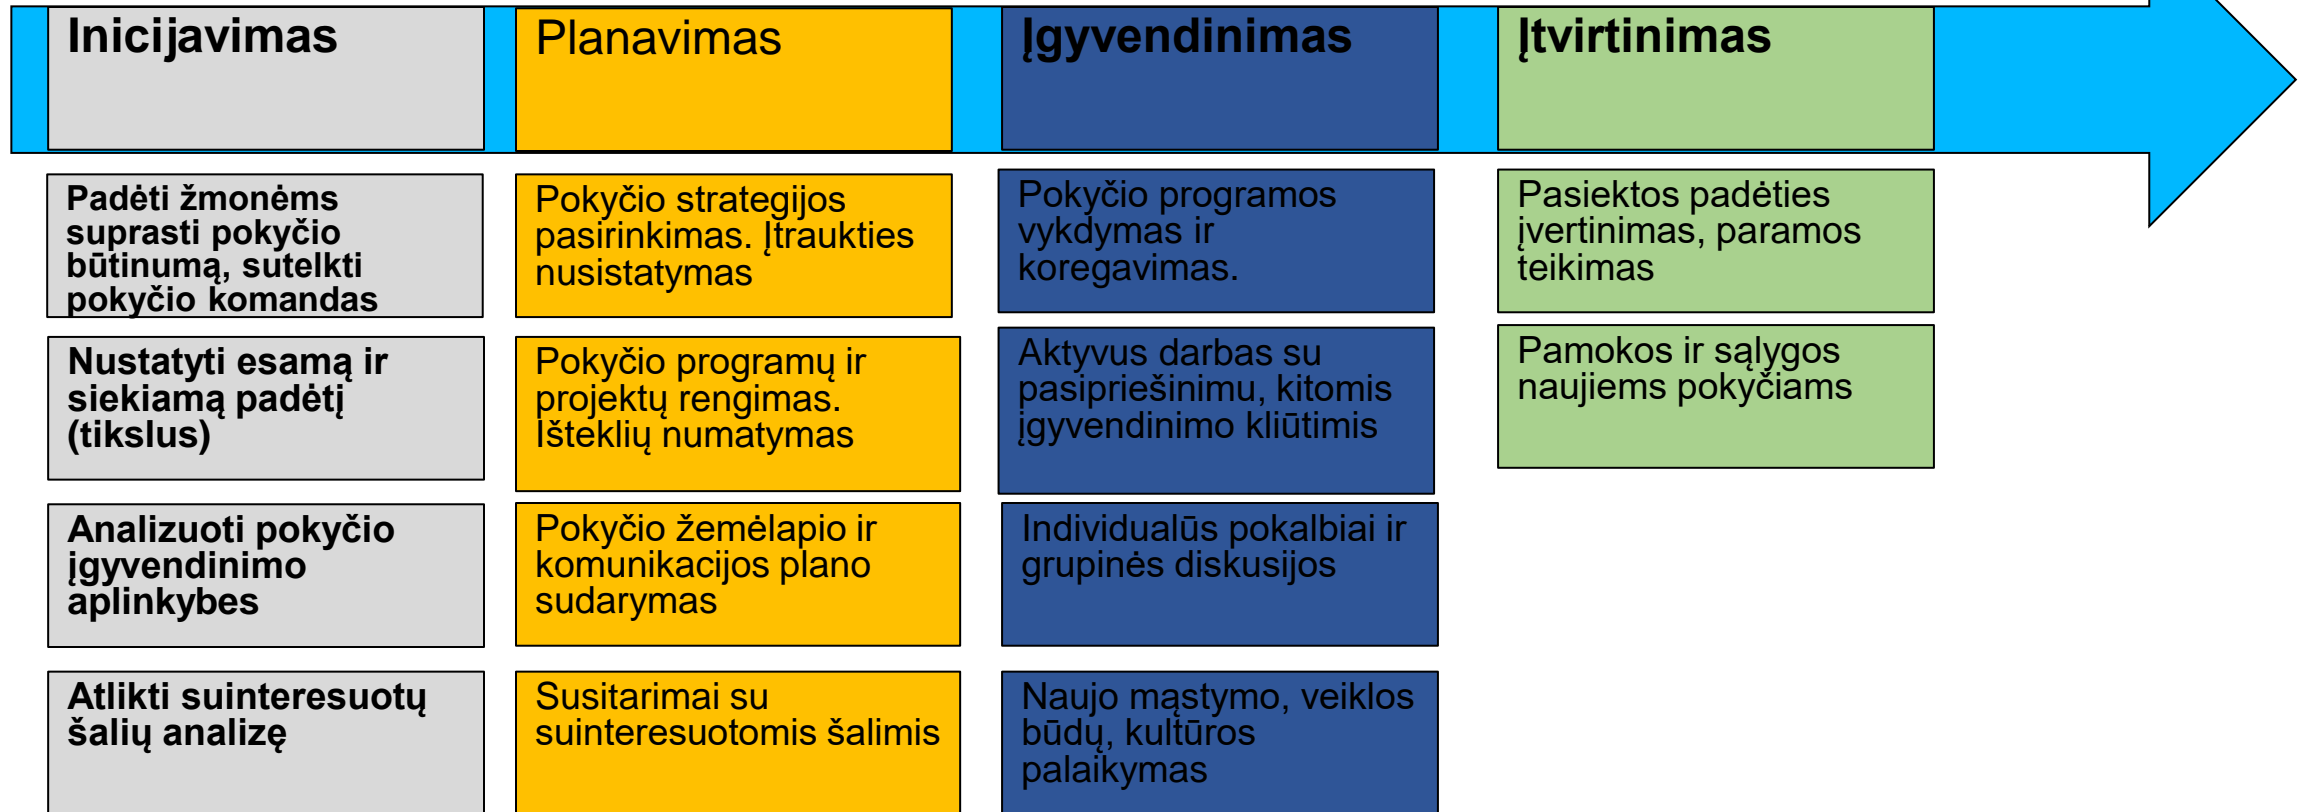 Inicijavimas
Planavimas
Įgyvendinimas
Įtvirtinimas
Padėti žmonėms
suprasti pokyčio
būtinumą, sutelkti
pokyčio komandas
Pokyčio strategijos
pasirinkimas. Įtraukties
nusistatymas
Pokyčio programos
vykdymas ir
koregavimas.
Pasiektos padėties
įvertinimas, paramos
teikimas
Nustatyti esamą ir
siekiamą padėtį
(tikslus)
Pokyčio programų ir
projektų rengimas.
Išteklių numatymas
Aktyvus darbas su
pasipriešinimu, kitomis
įgyvendinimo kliūtimis
Pamokos ir sąlygos
naujiems pokyčiams
Analizuoti pokyčio
įgyvendinimo
aplinkybes
Pokyčio žemėlapio ir
komunikacijos plano
sudarymas
Individualūs pokalbiai ir
grupinės diskusijos
Atlikti suinteresuotų
šalių analizę
Susitarimai su
suinteresuotomis šalimis
Naujo mąstymo, veiklos
būdų, kultūros
palaikymas